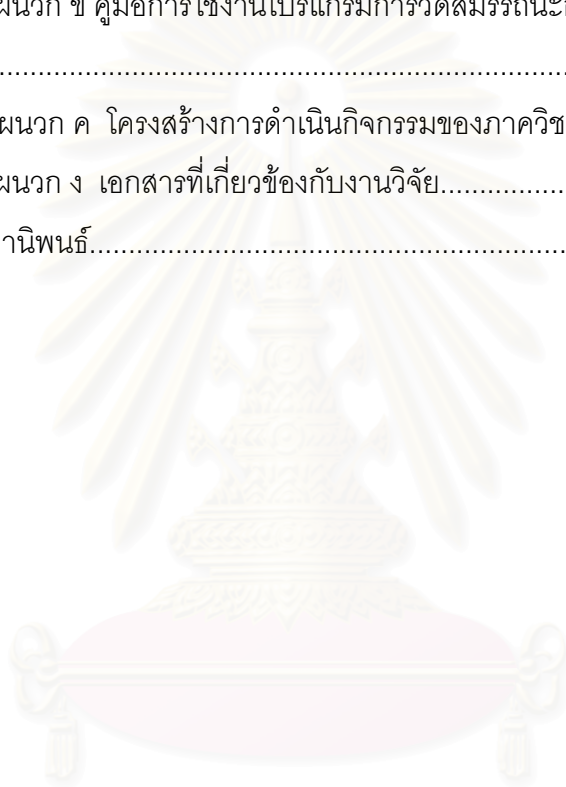 ผนวก ข คู่มือการใช้งานโปรแกรมการวัดสมรรถนะ
........................................................................
ผนวก ค โครงสร้างการดำเนินกิจกรรมของภาควิช
ผนวก ง เอกสารที่เกี่ยวข้องกับงานวิจัย................
านิพนธ์............................................................